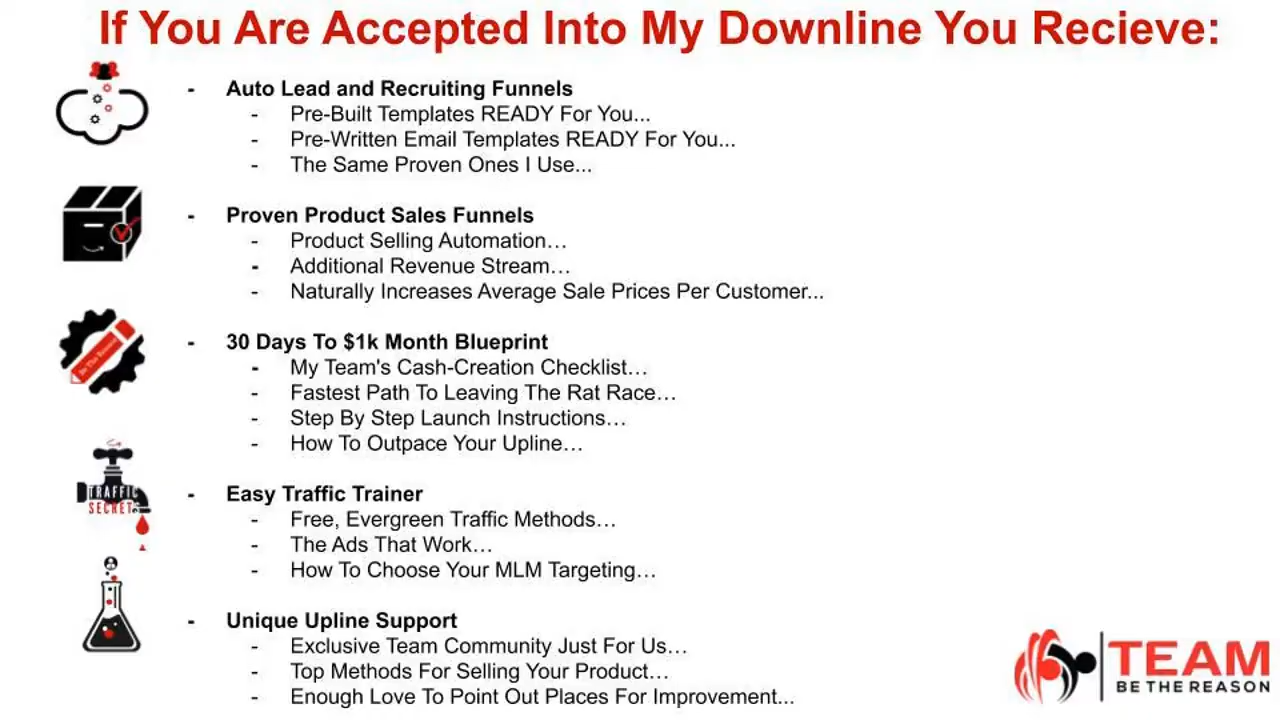 If You Are Accepted Into My Downline You Recieve:
- Auto Lead and Recruiting Funnels
- Pre-Built Templates READY For You...
- Pre-Written Email Templates READY For You...
- The Same Proven Ones I Use...
- Proven Product Sales Funnels
- Product Selling Automation…
- Additional Revenue Stream…
- Naturally Increases Average Sale Prices Per Customer...
- 30 Days To $1k Month Blueprint
- My Team's Cash-Creation Checklist…
- Fastest Path To Leaving The Rat Race…
- Step By Step Launch Instructions…
- How To Outpace Your Upline…
Be The Reason
TRAFFIC
SECRETS
- Easy Traffic Trainer
- Free, Evergreen Traffic Methods…
- The Ads That Work…
- How To Choose Your MLM Targeting…
- Unique Upline Support
- Exclusive Team Community Just For Us…
- Top Methods For Selling Your Product…
- Enough Love To Point Out Places For Improvement...
TEAM
BE THE REASON